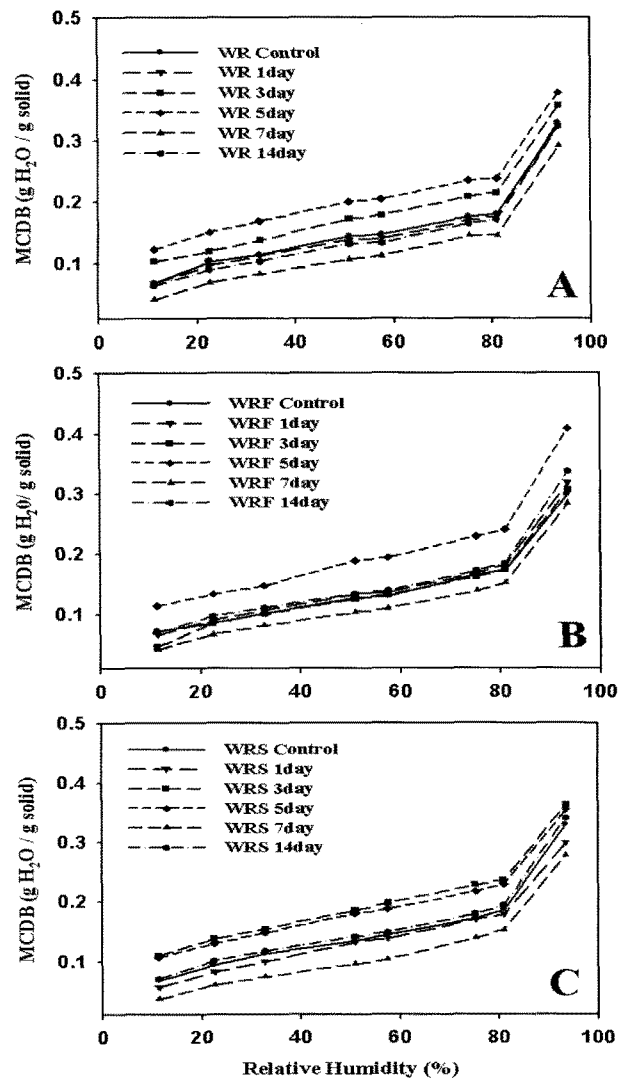 0.5
0.4
0.3
0.2
0.1
MCDB (g H₂O / g solid)
WR Control
WR 1day
WR 3day
WR 5day
WR 7day
WR 14day
A
0 20 40 60 80 100
0.5
0.4
0.3
0.2
0.1
MCDB (g H₂0/ g solid)
WRF Control
WRF 1day
WRF 3day
WRF 5day
WRF 7day
WRF 14day
B
0 20 40 60 80 100
0.5
0.4
0.3
0.2
0.1
MCDB (g H₂O / g solid)
WRS Control
WRS 1day
WRS 3day
WRS 5day
WRS 7day
WRS 14day
C
0 20 40 60 80 100
Relative Humidity (%)